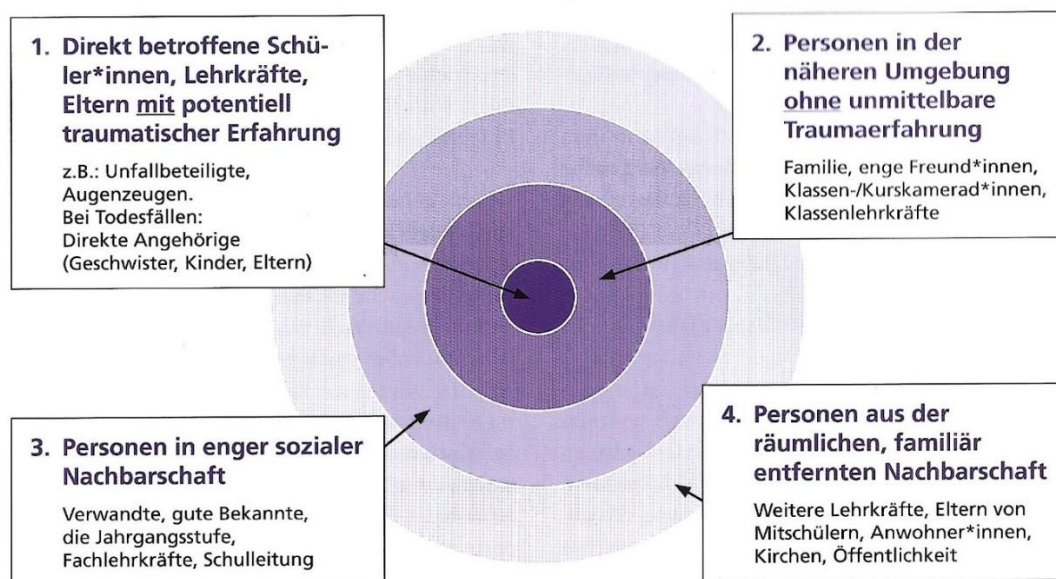 1. Direkt betroffene Schü-
ler*innen, Lehrkräfte,
Eltern mit potentiell
traumatischer Erfahrung
z.B.: Unfallbeteiligte,
Augenzeugen.
Bei Todesfällen:
Direkte Angehörige
(Geschwister, Kinder, Eltern)
2. Personen in der
näheren Umgebung
ohne unmittelbare
Traumaerfahrung
Familie, enge Freund*innen,
Klassen-/Kurskamerad*innen,
Klassenlehrkräfte
3. Personen in enger sozialer
Nachbarschaft
Verwandte, gute Bekannte,
die Jahrgangsstufe,
Fachlehrkräfte, Schulleitung
4. Personen aus der
räumlichen, familiär
entfernten Nachbarschaft
Weitere Lehrkräfte, Eltern von
Mitschülern, Anwohner*innen,
Kirchen, Öffentlichkeit